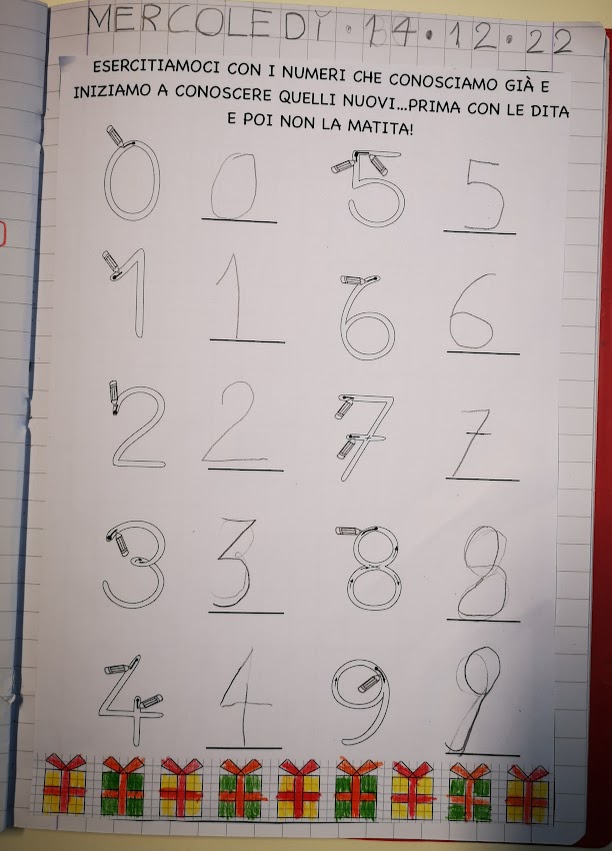 MERCOLEDÌ · 14 · 12 · 22
ESERCITIAMOCI CON I NUMERI CHE CONOSCIAMO GIÀ E
INIZIAMO A CONOSCERE QUELLI NUOVI...PRIMA CON LE DITA
E POI NON LA MATITA!
0 0 5 5
1 1 6 6
2 2 7 7
3 3 8 8
4 4 9 9